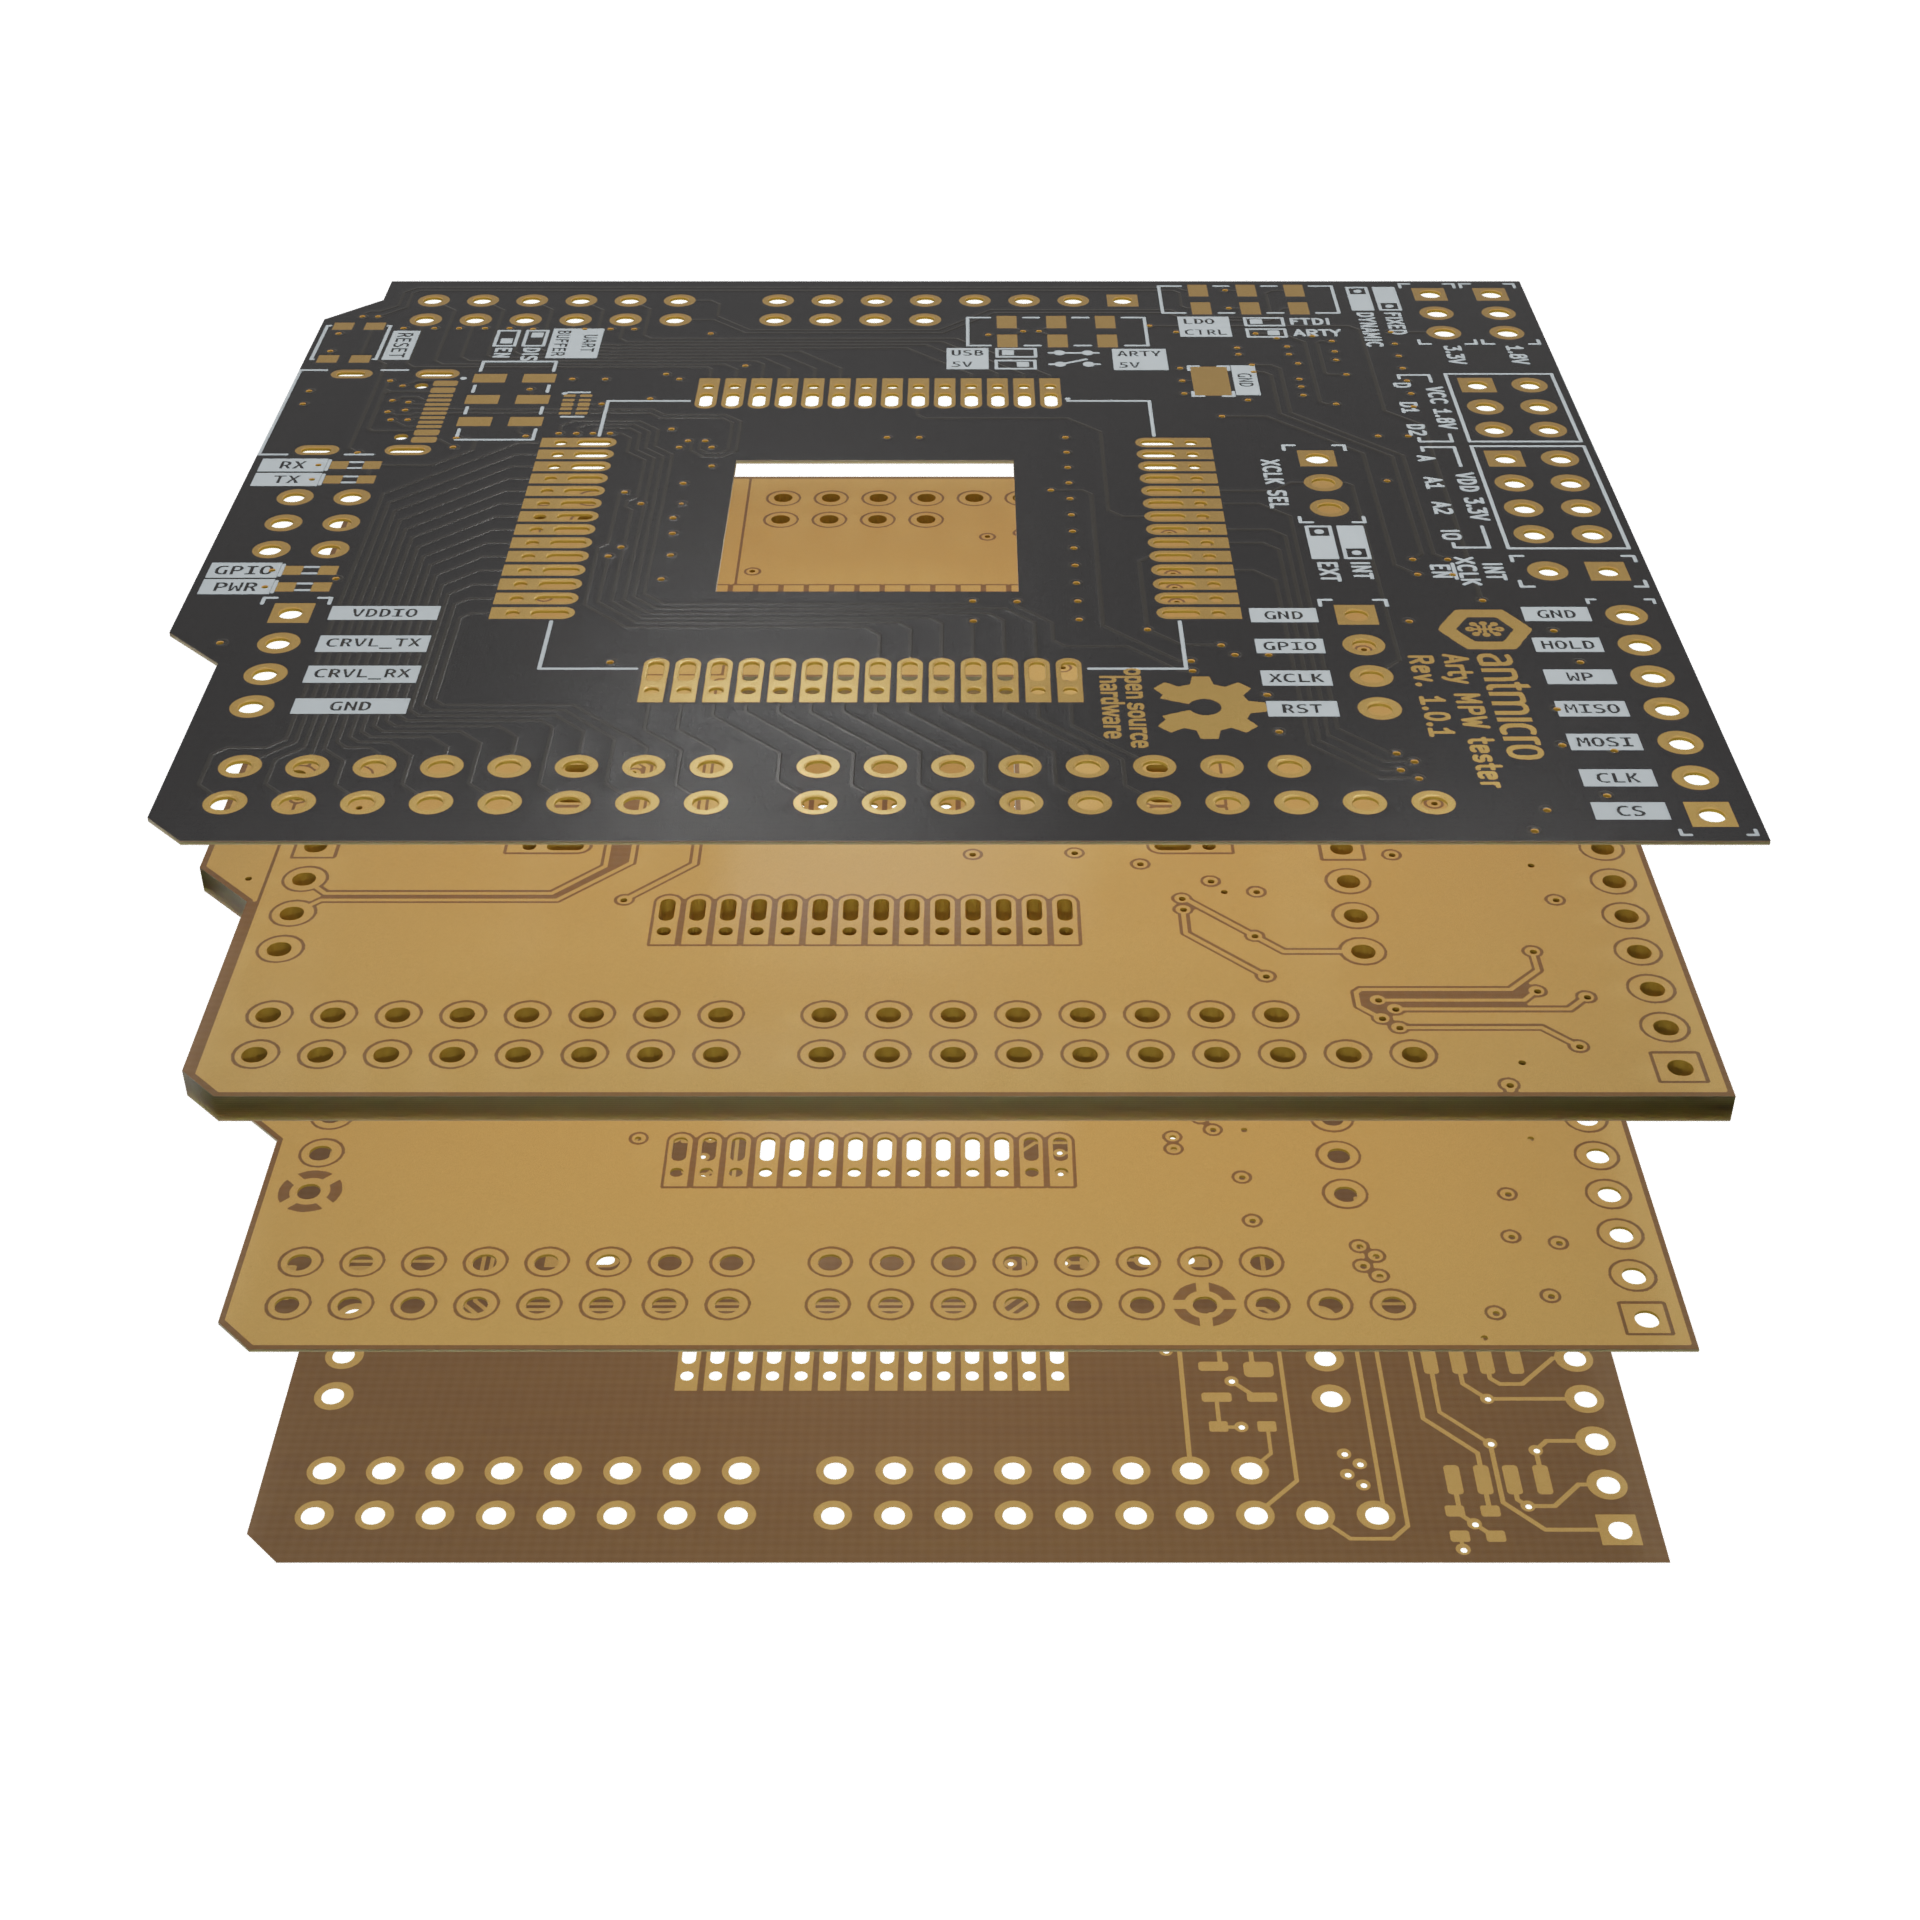 RESET
EN
DIS
UART
BUFFER
USB
5V
ARTY
5V
LDO
CTRL
FTDI
ARTY
DYNAMIC
FIXED
3.3V
1.8V
GND
RX
TX
D D1 D2
VCC 1.8V
A A1 A2 IO
VDD 3.3V
XCLK SEL
EXT
INT
EN
XCLK
INT
GPIO
PWR
VDDIO
CRVL_TX
CRVL_RX
GND
GND
GPIO
XCLK
RST
open source
hardware
antmicro
Arty MPW tester
Rev. 1.0.1
GND
HOLD
WP
MISO
MOSI
CLK
CS